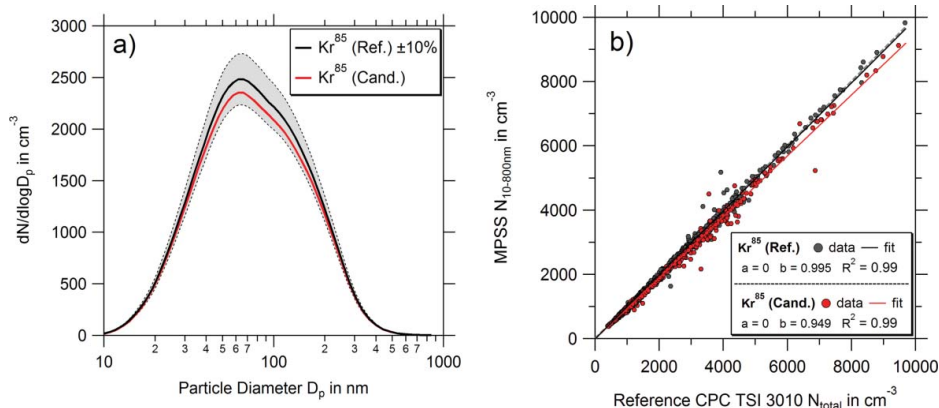 a)
Kr85 (Ref.) ±10%
Kr85 (Cand.)
3000
2500
2000
1500
1000
500
0
dN/dlogDp in cm-3
10
2
3
4
5
6
7
100
2
3
4
5
6
7
Particle Diameter Dp in nm
b)
10000
8000
6000
4000
2000
0
MPSS N10-800nm in cm-3
Kr85 (Ref.) data fit
a = 0 b = 0.995 R2 = 0.99
Kr85 (Cand.) data fit
a = 0 b = 0.949 R2 = 0.99
0 2000 4000 6000 8000 10000
Reference CPC TSI 3010 Ntotal in cm-3